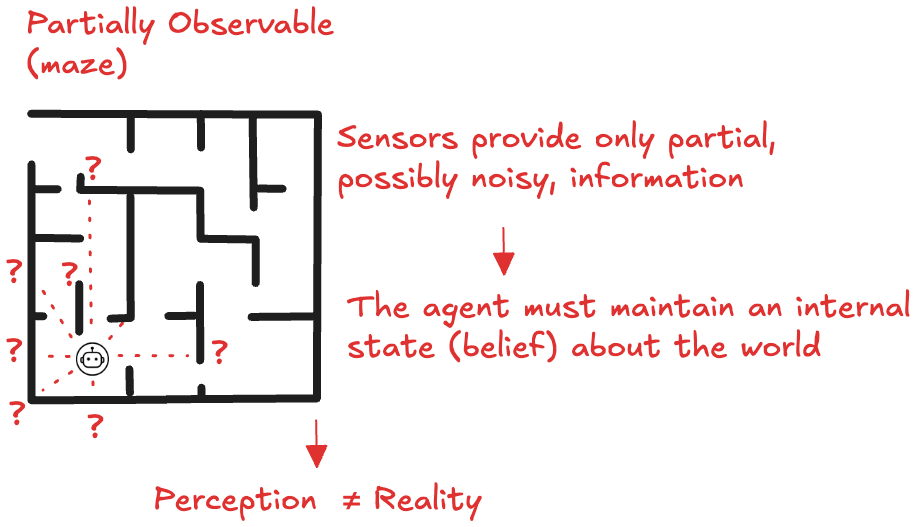 Partially Observable
(maze)
Sensors provide only partial,
possibly noisy, information
The agent must maintain an internal
state (belief) about the world
?
?
?
?
?
?
?
Perception ≠ Reality